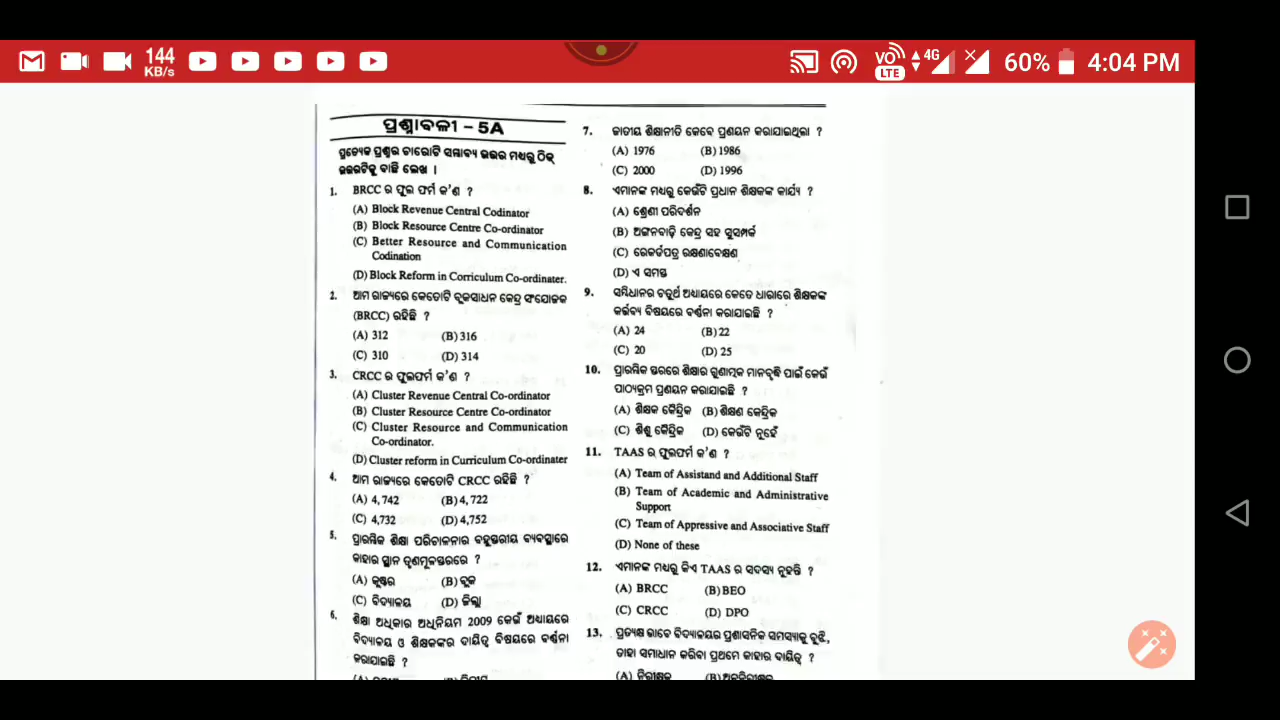 144
KB/s
VO
LTE
4G
60%
4:04 PM
ପ୍ରଶ୍ନାବଳୀ – 5A
ପ୍ରତ୍ୟେକ ପ୍ରଶ୍ନର ଚାରୋଟି ସମ୍ଭାବ୍ୟ ଉତ୍ତର ମଧ୍ୟରୁ ଠିକ୍
ଉତ୍ତରଟିକୁ ବାଛି ଲେଖ ।
1. BRCC ର ଫୁଲ ଫର୍ମ କ'ଣ ?
(A) Block Revenue Central Codinator
(B) Block Resource Centre Co-ordinator
(C) Better Resource and Communication
Codination
(D) Block Reform in Corriculum Co-ordinater.
2. ଆମ ରାଜ୍ୟରେ କେତୋଟି ବ୍ଲକସାଧନ କେନ୍ଦ୍ର ସଂଯୋଜକ
(BRCC) ରହିଛି ?
(A) 312 (B) 316
(C) 310 (D) 314
3. CRCC ର ଫୁଲଫର୍ମ କ'ଣ ?
(A) Cluster Revenue Central Co-ordinator
(B) Cluster Resource Centre Co-ordinator
(C) Cluster Resource and Communication
Co-ordinator.
(D) Cluster reform in Curriculum Co-ordinater
4. ଆମ ରାଜ୍ୟରେ କେତୋଟି CRCC ରହିଛି ?
(A) 4,742 (B) 4,722
(C) 4,732 (D) 4,752
5. ପ୍ରାରମ୍ଭିକ ଶିକ୍ଷା ପରିଚାଳନାର ବହୁସ୍ତରୀୟ ବ୍ୟବସ୍ଥାରେ
କାହାର ସ୍ଥାନ ତୃଣମୂଳସ୍ତରରେ ?
(A) କ୍ଲଷ୍ଟର (B) ବ୍ଲକ
(C) ବିଦ୍ୟାଳୟ (D) ଜିଲ୍ଲା
6. ଶିକ୍ଷା ଅଧିକାର ଅଧିନିୟମ 2009 କେଉଁ ଅଧ୍ୟାୟରେ
ବିଦ୍ୟାଳୟ ଓ ଶିକ୍ଷକଙ୍କର ଦାୟିତ୍ୱ ବିଷୟରେ ବର୍ଣ୍ଣନା
କରାଯାଇଛି ?
7. ଜାତୀୟ ଶିକ୍ଷାନୀତି କେବେ ପ୍ରଣୟନ କରାଯାଇଥିଲା ?
(A) 1976 (B) 1986
(C) 2000 (D) 1996
8. ଏମାନଙ୍କ ମଧ୍ୟରୁ କେଉଁଟି ପ୍ରଧାନ ଶିକ୍ଷକଙ୍କ କାର୍ଯ୍ୟ ?
(A) ଶ୍ରେଣୀ ପରିଦର୍ଶନ
(B) ଅଙ୍ଗନବାଡ଼ି କେନ୍ଦ୍ର ସହ ସୁସମ୍ପର୍କ
(C) ରେକର୍ଡପତ୍ର ରକ୍ଷଣାବେକ୍ଷଣ
(D) ଏ ସମସ୍ତ
9. ସମ୍ବିଧାନର ଚତୁର୍ଥ ଅଧ୍ୟାୟରେ କେତେ ଧାରାରେ ଶିକ୍ଷକଙ୍କ
କର୍ତ୍ତବ୍ୟ ବିଷୟରେ ବର୍ଣ୍ଣନା କରାଯାଇଛି ?
(A) 24 (B) 22
(C) 20 (D) 25
10. ପ୍ରାରମ୍ଭିକ ସ୍ତରରେ ଶିକ୍ଷାର ଗୁଣାତ୍ମକ ମାନବୃଦ୍ଧି ପାଇଁ କେଉଁ
ପାଠ୍ୟକ୍ରମ ପ୍ରଣୟନ କରାଯାଇଛି ?
(A) ଶିକ୍ଷକ କୈନ୍ଦ୍ରିକ (B) ଶିକ୍ଷଣ କେନ୍ଦ୍ରିକ
(C) ଶିଶୁ କୈନ୍ଦ୍ରିକ (D) କେଉଁଟି ନୁହେଁ
11. TAAS ର ଫୁଲଫର୍ମ କ'ଣ ?
(A) Team of Assistand and Additional Staff
(B) Team of Academic and Administrative
Support
(C) Team of Appressive and Associative Staff
(D) None of these
12. ଏମାନଙ୍କ ମଧ୍ୟରୁ କିଏ TAAS ର ସଦସ୍ୟ ନୁହନ୍ତି ?
(A) BRCC (B) BEO
(C) CRCC (D) DPO
13. ପ୍ରତ୍ୟକ୍ଷ ଭାବେ ବିଦ୍ୟାଳୟର ପ୍ରଶାସନିକ ସମସ୍ୟାକୁ ବୁଝି,
ତାହା ସମାଧାନ କରିବା ପ୍ରଥମେ କାହାର ଦାୟିତ୍ୱ ?
(A) ନିରୀକ୍ଷକ (B)